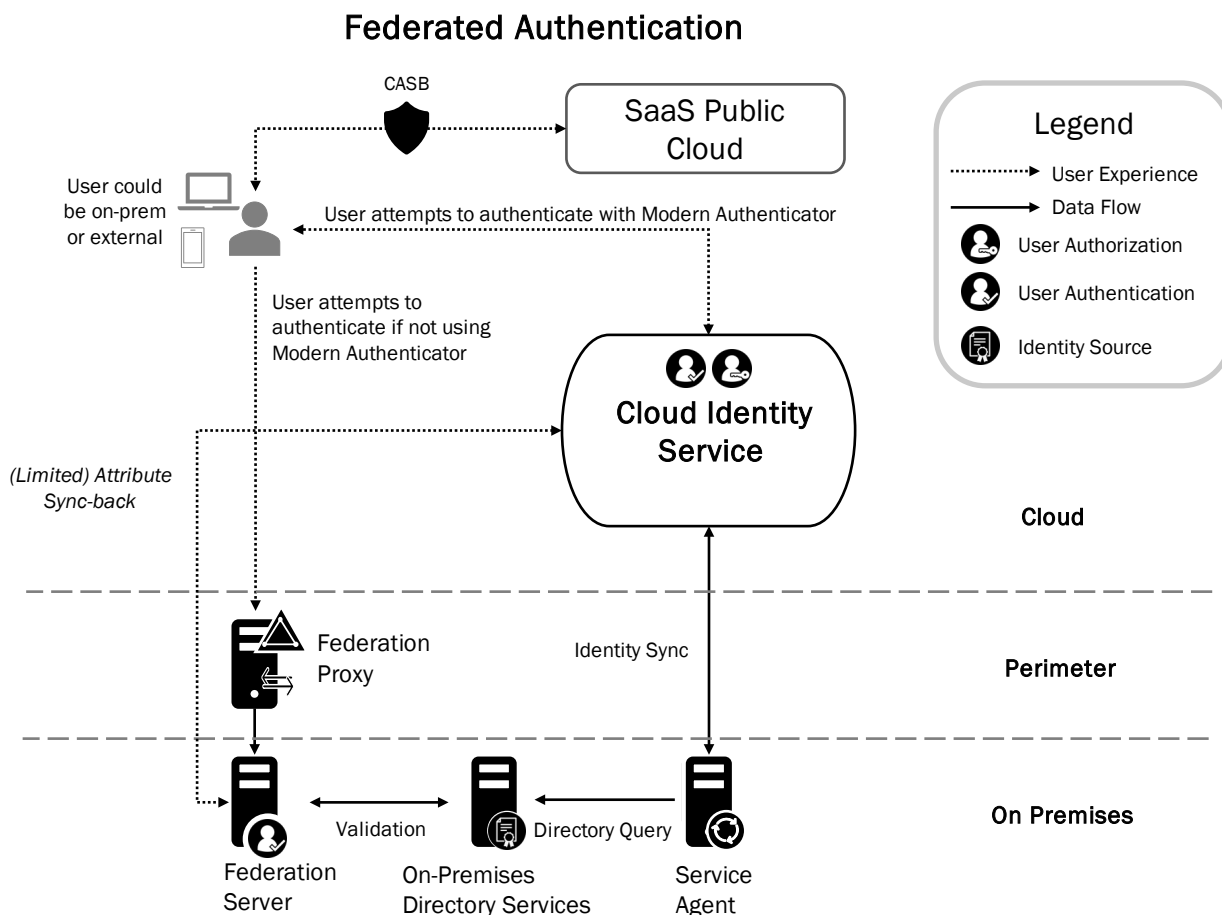 Federated Authentication
CASB
SaaS Public
Cloud
Legend
User Experience
Data Flow
User Authorization
User Authentication
Identity Source
User could
be on-prem
or external
User attempts to authenticate with Modern Authenticator
User attempts to
authenticate if not using
Modern Authenticator
Cloud Identity
Service
(Limited) Attribute
Sync-back
Cloud
Federation
Proxy
Identity Sync
Perimeter
Validation
Directory Query
On Premises
Federation
Server
On-Premises
Directory Services
Service
Agent